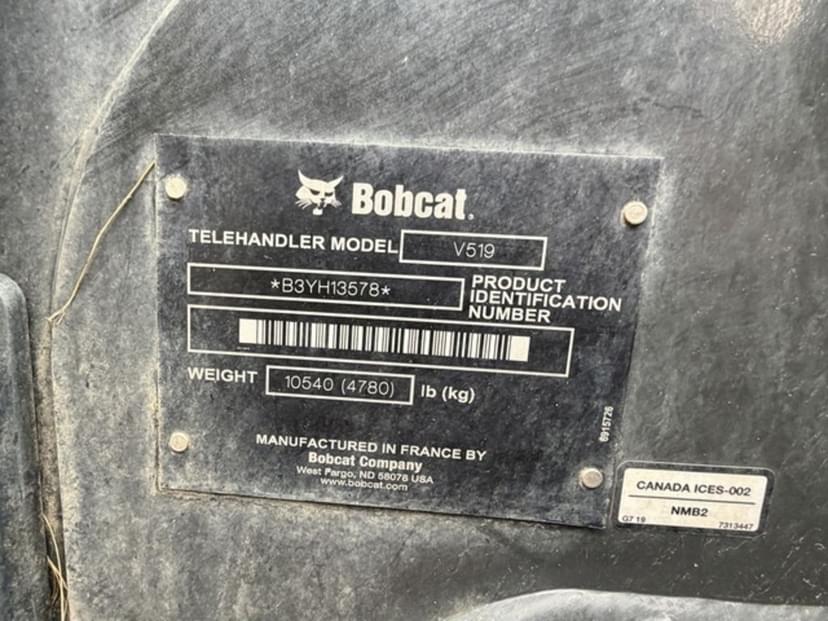 Bobcat®
TELEHANDLER MODEL V519
*B3YH13578* PRODUCT IDENTIFICATION NUMBER
WEIGHT 10540 (4780) lb (kg)
6915726
MANUFACTURED IN FRANCE BY
Bobcat Company
West Fargo, ND 58078 USA
www.bobcat.com
CANADA ICES-002
NMB2
G7 19 7313447